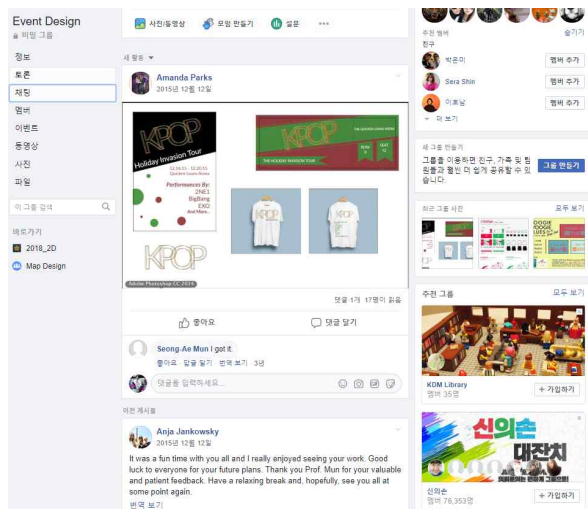 Event Design
비밀 그룹
정보
토론
채팅
멤버
이벤트
동영상
사진
파일
이 그룹 검색
바로가기
2018_2D
Map Design
사진/동영상
모임 만들기
설문
새 활동
Amanda Parks
2015년 12월 12일
KPOP
Holiday Invasion Tour
Performances By:
2NE1
BigBang
EXO
And More...
KPOP
THE HOLIDAY INVASION TOUR
KPOP
KPOP
KPOP
Adobe Photoshop CC 2014
댓글 1개 17명이 읽음
좋아요
댓글 달기
Seong-Ae Mun I got it.
좋아요 · 답글 달기 · 번역 보기 · 3년
댓글을 입력하세요...
이전 게시물
Anja Jankowsky
2015년 12월 12일
It was a fun time with you all and I really enjoyed seeing your work. Good
luck to everyone for your future plans. Thank you Prof. Mun for your valuable
and patient feedback. Have a relaxing break and, hopefully, see you all at
some point again.
번역 보기
추천 멤버
숨기기
친구
박은미
멤버 추가
Sera Shin
멤버 추가
이호남
멤버 추가
더 보기
새 그룹 만들기
그룹을 이용하면 친구, 가족 및 팀
원들과 훨씬 더 쉽게 공유할 수 있
습니다.
그룹 만들기
최근 그룹 사진
모두 보기
추천 그룹
모두 보기
KDM Library
멤버 35명
+ 가입하기
신의손
대잔치
신의손
멤버 76,353명
+ 가입하기